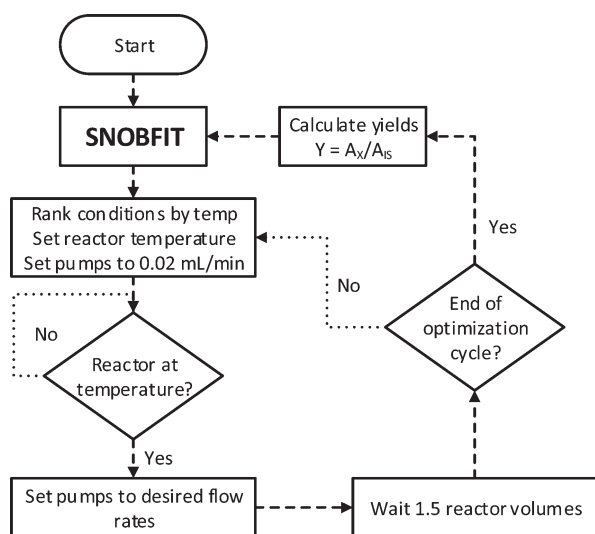 Start
SNOBFIT
Calculate yields
Y = Aₓ/A_IS
Rank conditions by temp
Set reactor temperature
Set pumps to 0.02 mL/min
Yes
No
End of
optimization
cycle?
No
Reactor at
temperature?
Yes
Set pumps to desired flow
rates
Wait 1.5 reactor volumes